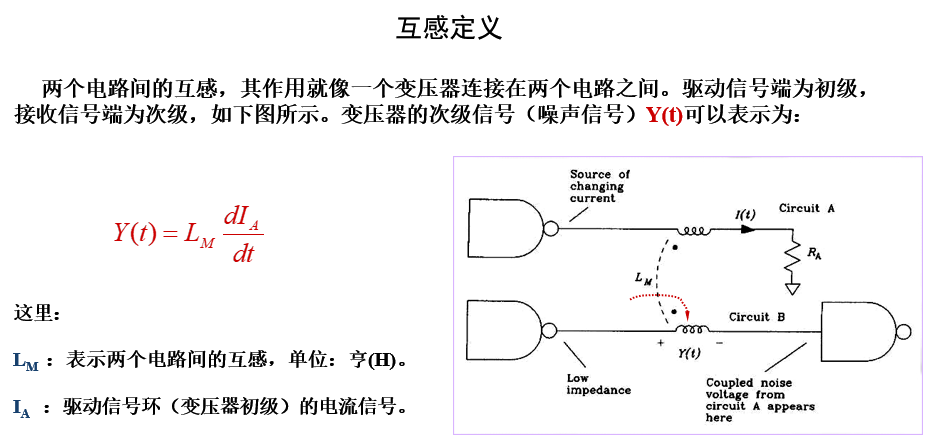 互感定义
两个电路间的互感，其作用就像一个变压器连接在两个电路之间。驱动信号端为初级，
接收信号端为次级，如下图所示。变压器的次级信号（噪声信号）Y(t)可以表示为：
Y(t) = L_M dI_A/dt
这里：
L_M ：表示两个电路间的互感，单位：亨(H)。
I_A ：驱动信号环（变压器初级）的电流信号。
Source of
changing
current
I(t)
Circuit A
R_A
L_M
Circuit B
+ Y(t) −
Low
impedance
Coupled noise
voltage from
circuit A appears
here